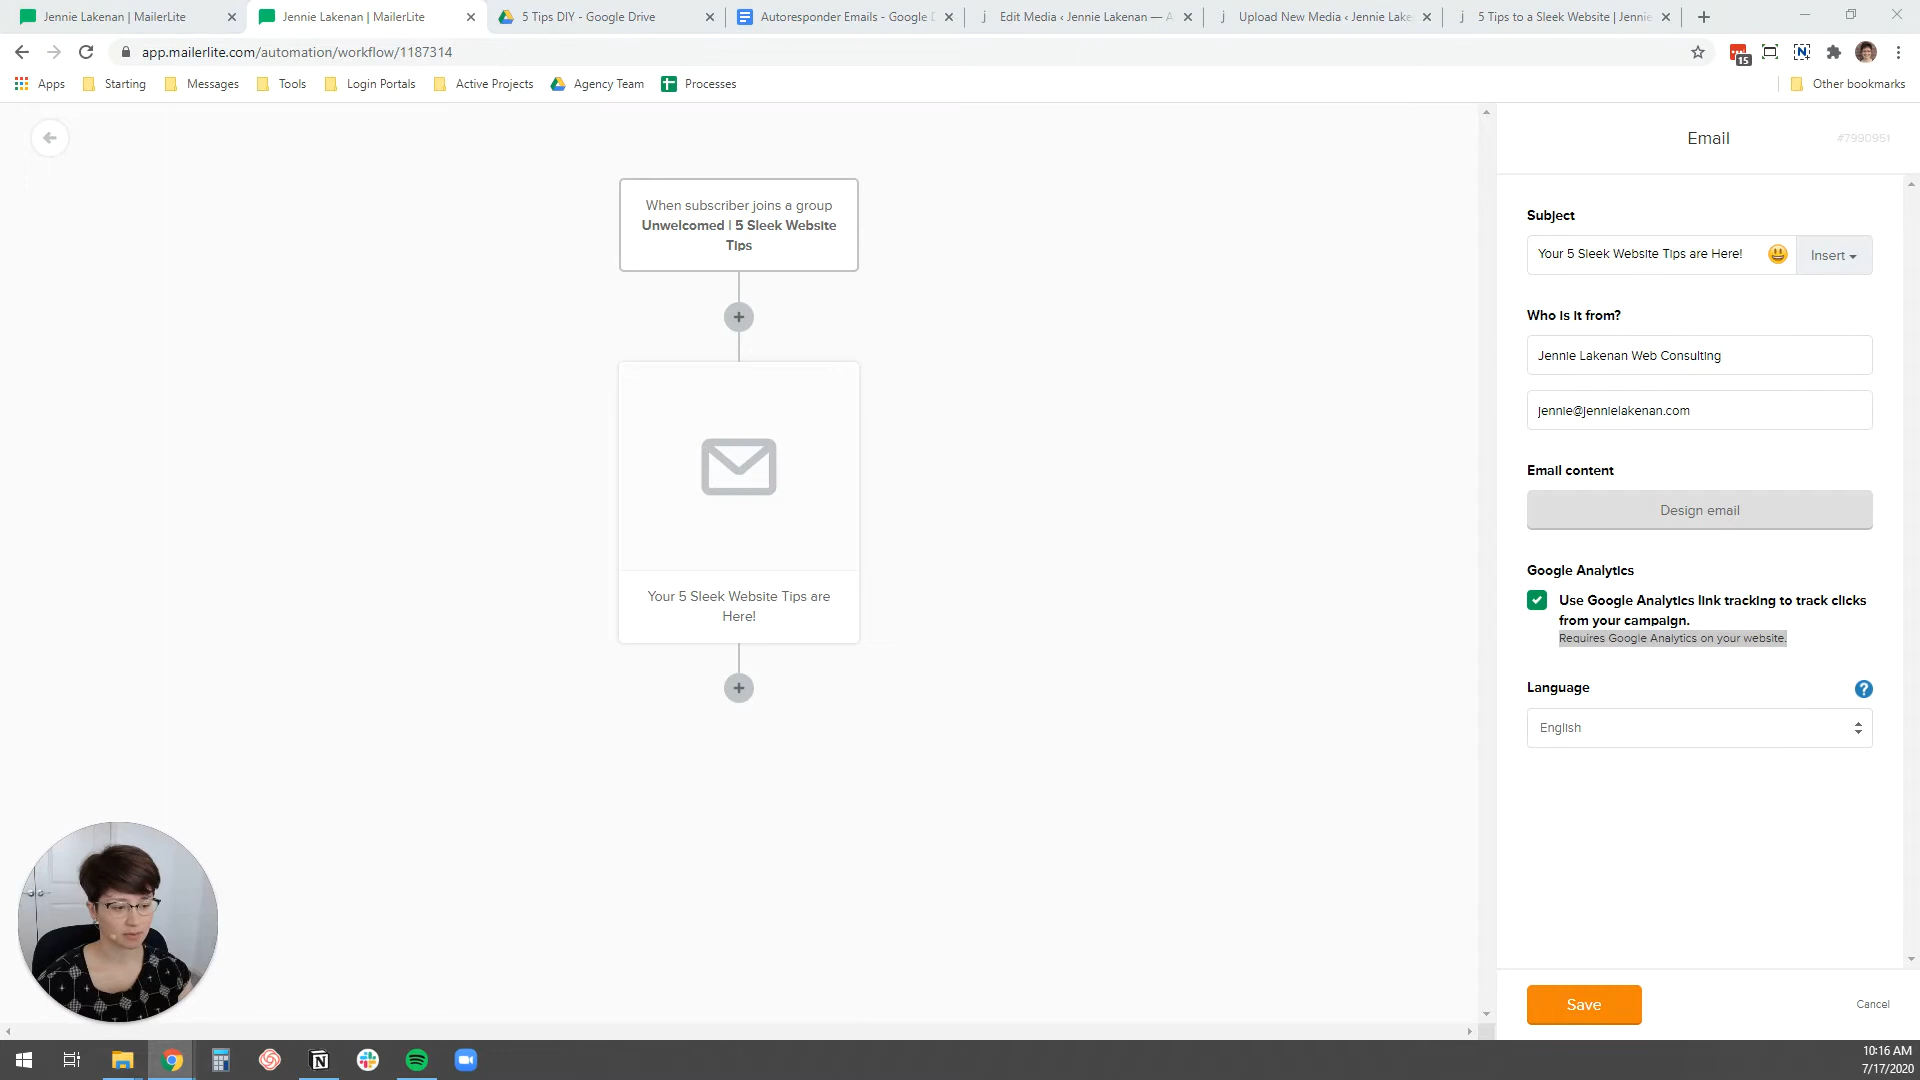 Jennie Lakenan | MailerLite
Jennie Lakenan | MailerLite
5 Tips DIY - Google Drive
Autoresponder Emails - Google D
Edit Media ‹ Jennie Lakenan — A
Upload New Media ‹ Jennie Lake
5 Tips to a Sleek Website | Jennie
app.mailerlite.com/automation/workflow/1187314
15
N
Apps
Starting
Messages
Tools
Login Portals
Active Projects
Agency Team
Processes
Other bookmarks
When subscriber joins a group
Unwelcomed | 5 Sleek Website
Tips
Your 5 Sleek Website Tips are
Here!
Email
#7990951
Subject
Your 5 Sleek Website Tips are Here!
Insert
Who is it from?
Jennie Lakenan Web Consulting
jennie@jennielakenan.com
Email content
Design email
Google Analytics
Use Google Analytics link tracking to track clicks
from your campaign.
Requires Google Analytics on your website.
Language
?
English
Save
Cancel
N
10:16 AM
7/17/2020